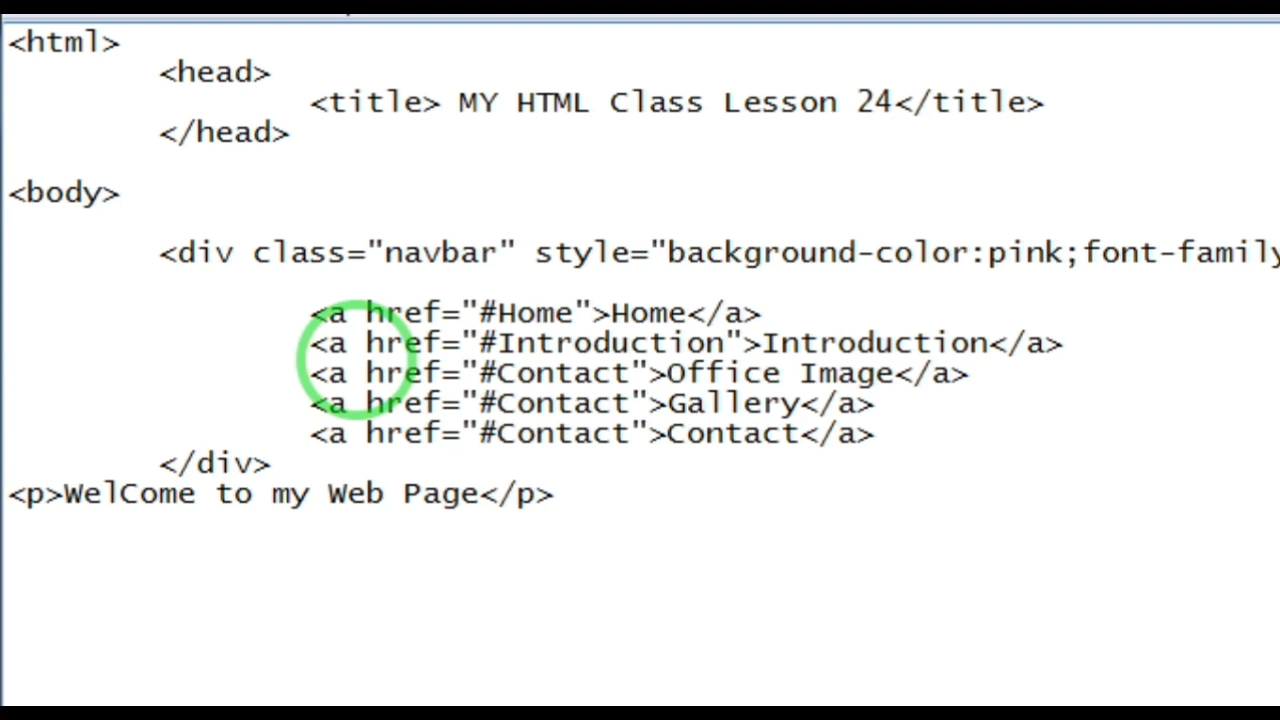 <html>
<head>
<title> MY HTML Class Lesson 24</title>
</head>
<body>
<div class="navbar" style="background-color:pink;font-family
<a href="#Home">Home</a>
<a href="#Introduction">Introduction</a>
<a href="#Contact">Office Image</a>
<a href="#Contact">Gallery</a>
<a href="#Contact">Contact</a>
</div>
<p>WelCome to my Web Page</p>